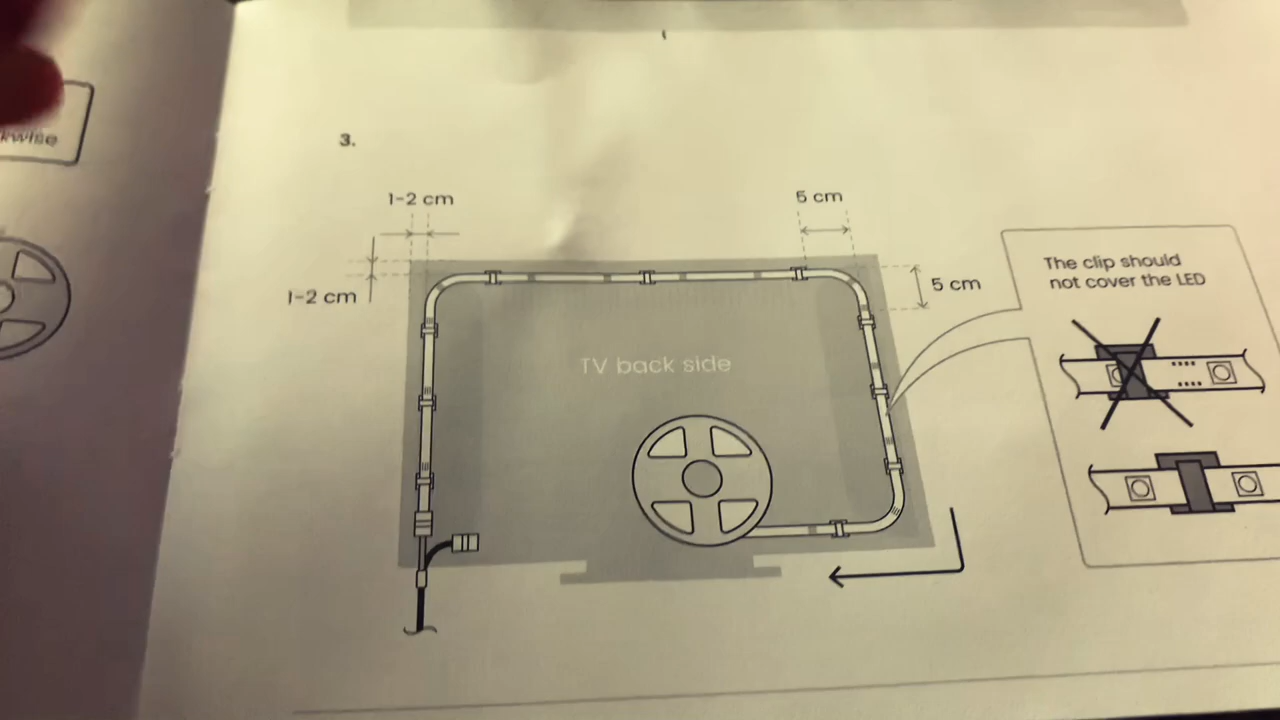 kwise
3.
1-2 cm
5 cm
1-2 cm
5 cm
TV back side
The clip should
not cover the LED